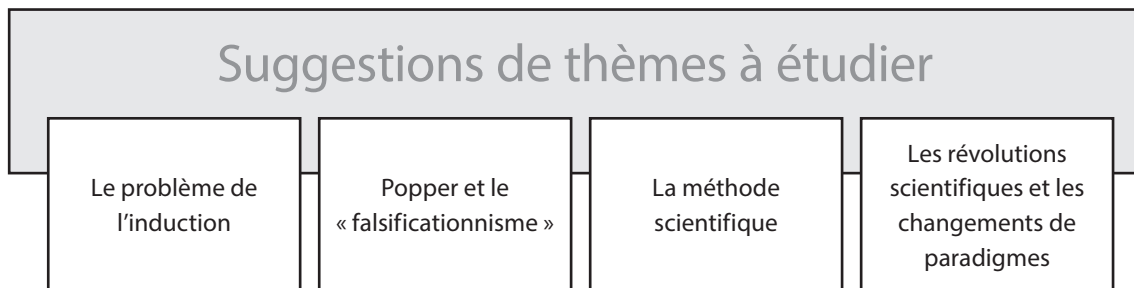 Suggestions de thèmes à étudier
Le problème de
l’induction
Popper et le
« falsificationnisme »
La méthode
scientifique
Les révolutions
scientifiques et les
changements de
paradigmes